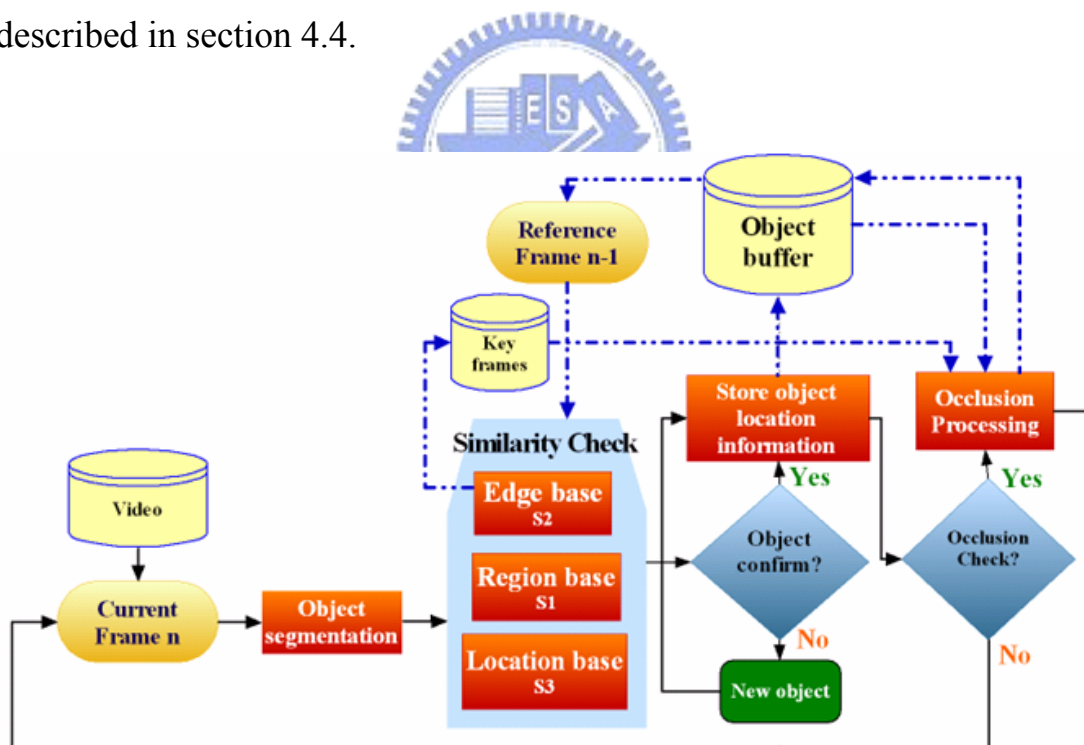 described in section 4.4.
ESA
Reference
Frame n-1
Object
buffer
Key
frames
Similarity Check
Store object
location
information
Occlusion
Processing
Edge base
S2
Yes
Yes
Video
Object
confirm?
Occlusion
Check?
Region base
S1
Current
Frame n
Object
segmentation
No
No
Location base
S3
New object